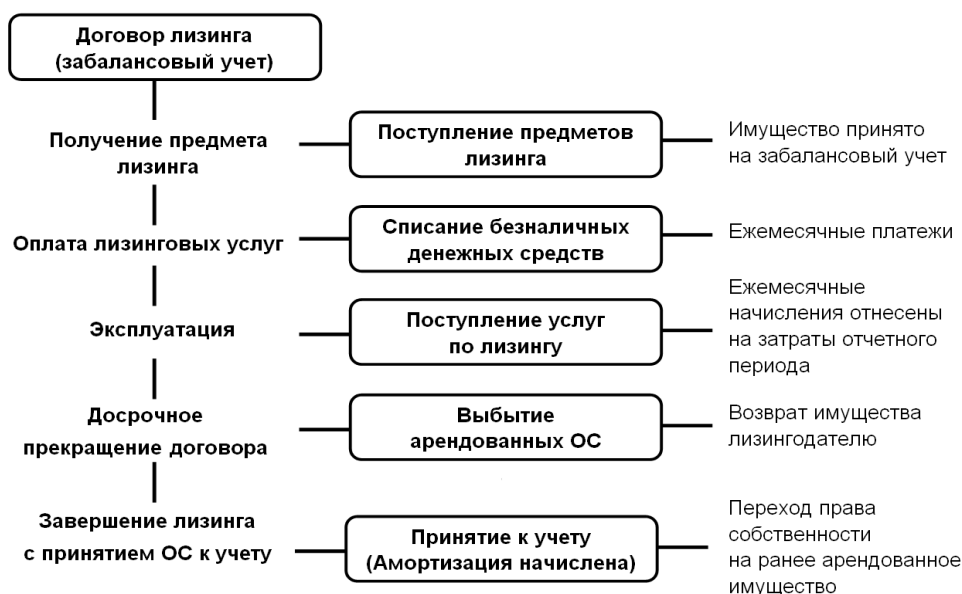 Договор лизинга
(забалансовый учет)
Получение предмета
лизинга
Поступление предметов
лизинга
Имущество принято
на забалансовый учет
Оплата лизинговых услуг
Списание безналичных
денежных средств
Ежемесячные платежи
Эксплуатация
Поступление услуг
по лизингу
Ежемесячные
начисления отнесены
на затраты отчетного
периода
Досрочное
прекращение договора
Выбытие
арендованных ОС
Возврат имущества
лизингодателю
Завершение лизинга
с принятием ОС к учету
Принятие к учету
(Амортизация начислена)
Переход права
собственности
на ранее арендованное
имущество